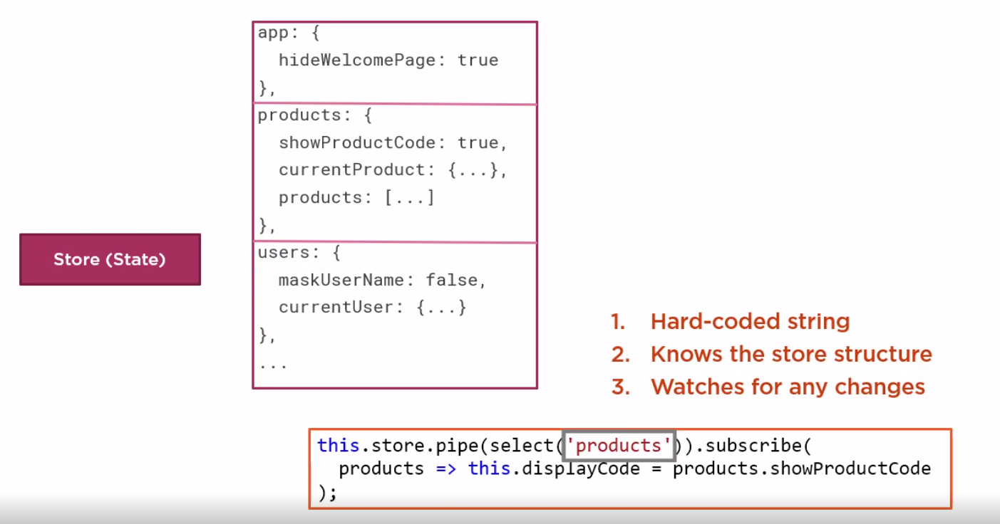 app: {
  hideWelcomePage: true
},
products: {
  showProductCode: true,
  currentProduct: {...},
  products: [...]
},
users: {
  maskUserName: false,
  currentUser: {...}
},
...
Store (State)
1. Hard-coded string
2. Knows the store structure
3. Watches for any changes
this.store.pipe(select('products')).subscribe(
  products => this.displayCode = products.showProductCode
);